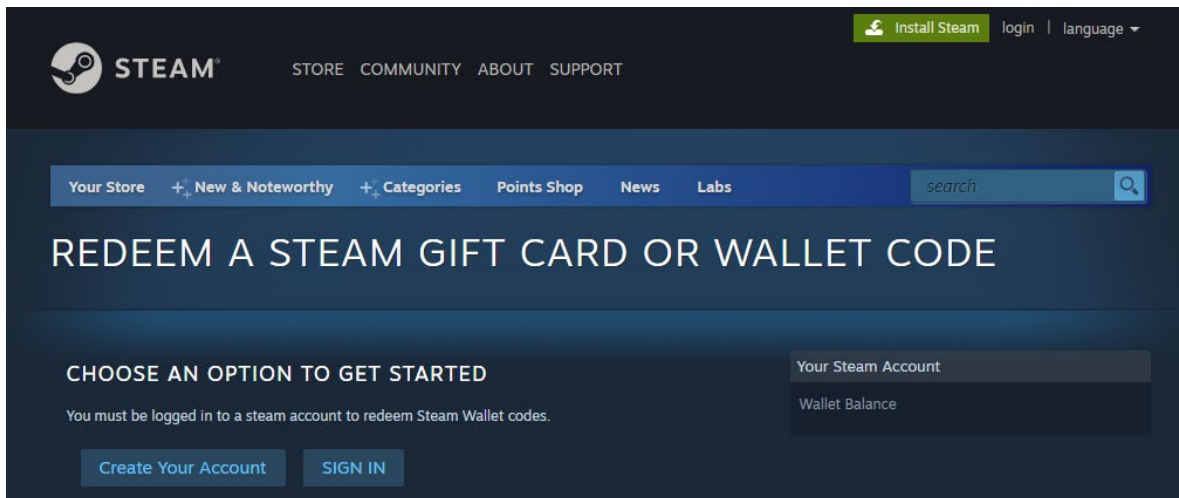 Install Steam login | language
STEAM® STORE COMMUNITY ABOUT SUPPORT
Your Store New & Noteworthy Categories Points Shop News Labs search
REDEEM A STEAM GIFT CARD OR WALLET CODE
CHOOSE AN OPTION TO GET STARTED
You must be logged in to a steam account to redeem Steam Wallet codes.
Create Your Account SIGN IN
Your Steam Account
Wallet Balance